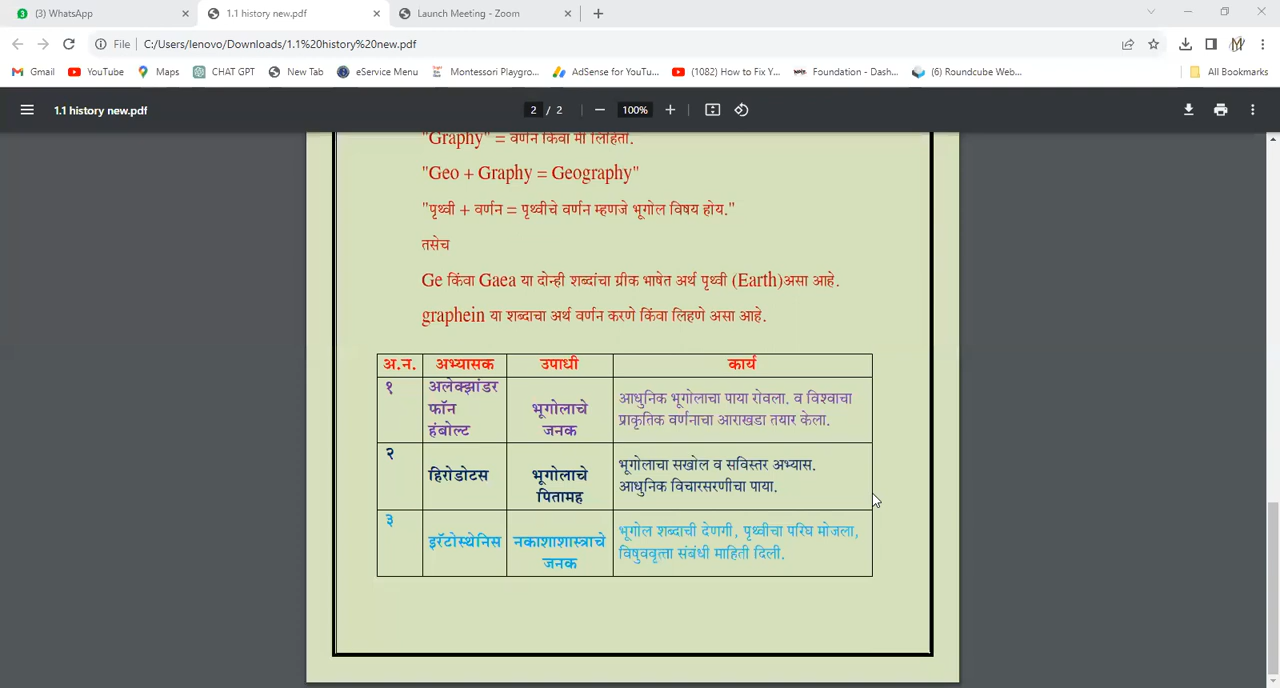 (3) WhatsApp
1.1 history new.pdf
Launch Meeting - Zoom
File C:/Users/lenovo/Downloads/1.1%20history%20new.pdf
Gmail YouTube Maps CHAT GPT New Tab eService Menu Montessori Playgro... AdSense for YouTu... (1082) How to Fix Y... Foundation - Dash... (6) Roundcube Web... All Bookmarks
1.1 history new.pdf 2 / 2 100%
"Graphy" = वर्णन किंवा मी लिहितो.
"Geo + Graphy = Geography"
"पृथ्वी + वर्णन = पृथ्वीचे वर्णन म्हणजे भूगोल विषय होय."
तसेच
Ge किंवा Gaea या दोन्ही शब्दांचा ग्रीक भाषेत अर्थ पृथ्वी (Earth)असा आहे.
graphein या शब्दाचा अर्थ वर्णन करणे किंवा लिहणे असा आहे.
अ.न. अभ्यासक उपाधी कार्य
१ अलेक्झांडर फॉन हंबोल्ट भूगोलाचे जनक आधुनिक भूगोलाचा पाया रोवला. व विश्वाचा
प्राकृतिक वर्णनाचा आराखडा तयार केला.
२ हिरोडोटस भूगोलाचे पितामह भूगोलाचा सखोल व सविस्तर अभ्यास.
आधुनिक विचारसरणीचा पाया.
३ इरॅटोस्थेनिस नकाशाशास्त्राचे जनक भूगोल शब्दाची देणगी, पृथ्वीचा परिघ मोजला,
विषुववृत्ता संबंधी माहिती दिली.